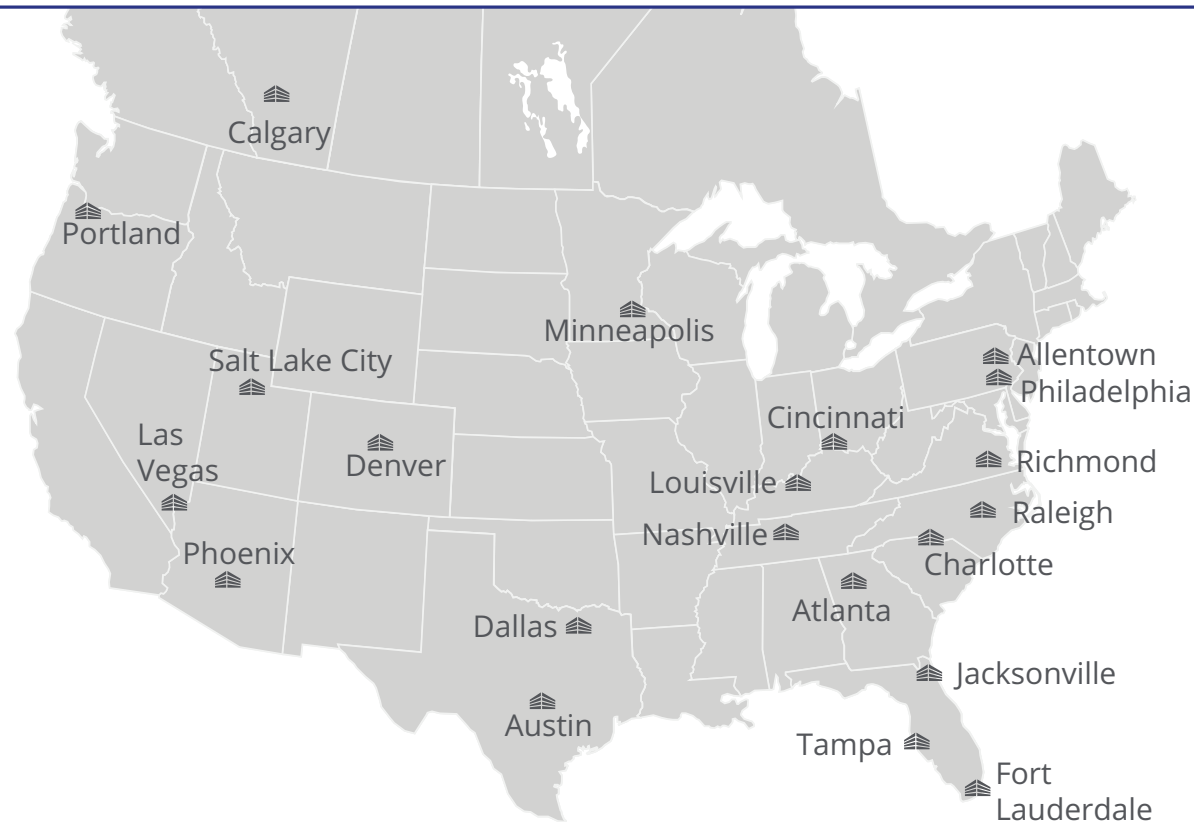 Calgary
Portland
Minneapolis
Salt Lake City
Allentown
Philadelphia
Cincinnati
Las
Vegas
Denver
Richmond
Louisville
Raleigh
Nashville
Phoenix
Charlotte
Atlanta
Dallas
Jacksonville
Austin
Tampa
Fort
Lauderdale